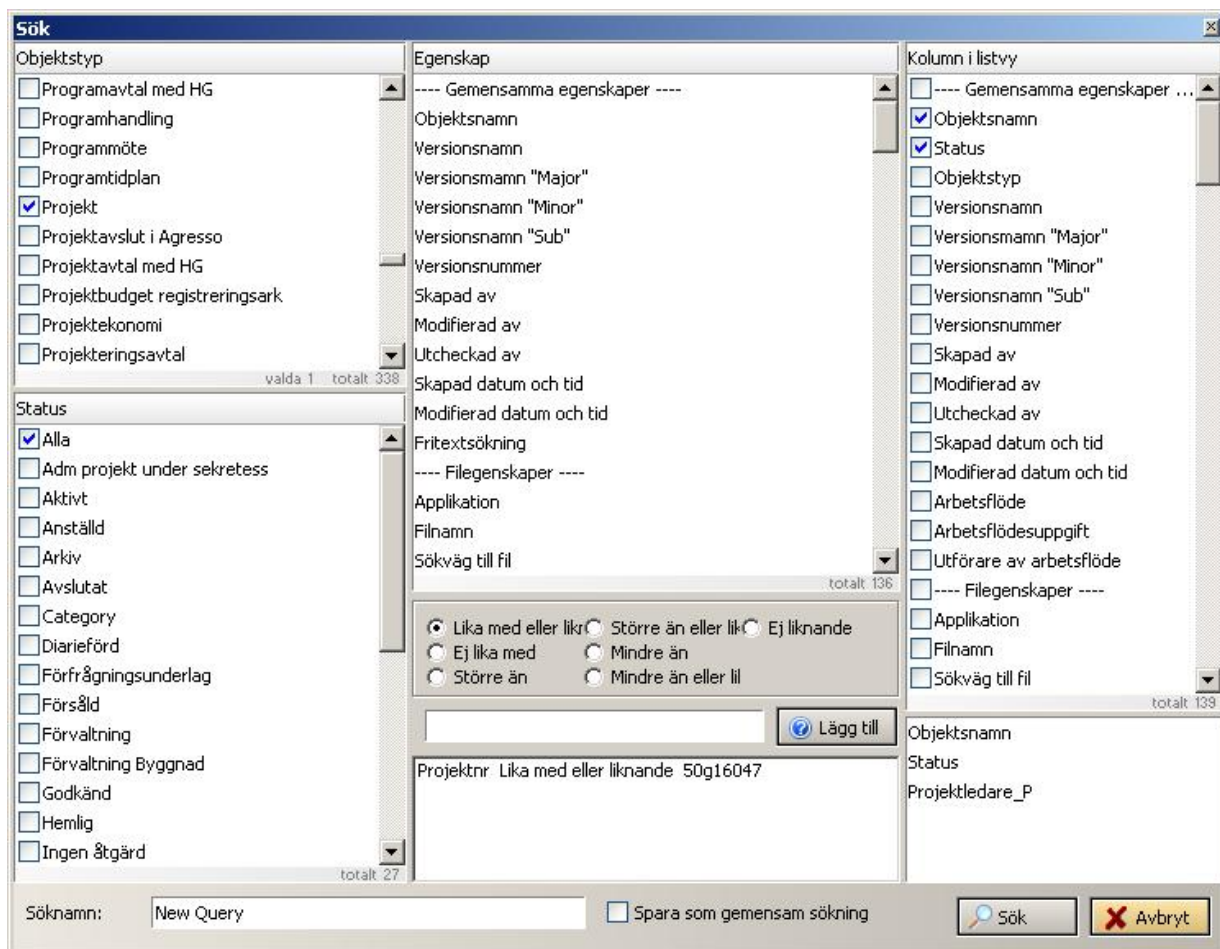 Sök
Objektstyp
Programavtal med HG
Programhandling
Programmöte
Programtidplan
Projekt
Projektavslut i Agresso
Projektavtal med HG
Projektbudget registreringsark
Projektekonomi
Projekteringsavtal
valda 1 totalt 338
Status
Alla
Adm projekt under sekretess
Aktivt
Anställd
Arkiv
Avslutat
Category
Diarieförd
Förfrågningsunderlag
Försåld
Förvaltning
Förvaltning Byggnad
Godkänd
Hemlig
Ingen åtgärd
totalt 27
Egenskap
---- Gemensamma egenskaper ----
Objektsnamn
Versionsnamn
Versionsmamn "Major"
Versionsnamn "Minor"
Versionsnamn "Sub"
Versionsnummer
Skapad av
Modifierad av
Utcheckad av
Skapad datum och tid
Modifierad datum och tid
Fritextsökning
---- Filegenskaper ----
Applikation
Filnamn
Sökväg till fil
totalt 136
Lika med eller likr Större än eller lik Ej liknande
Ej lika med Mindre än
Större än Mindre än eller lil
Lägg till
Projektnr Lika med eller liknande 50g16047
Kolumn i listvy
---- Gemensamma egenskaper ...
Objektsnamn
Status
Objektstyp
Versionsnamn
Versionsmamn "Major"
Versionsnamn "Minor"
Versionsnamn "Sub"
Versionsnummer
Skapad av
Modifierad av
Utcheckad av
Skapad datum och tid
Modifierad datum och tid
Arbetsflöde
Arbetsflödesuppgift
Utförare av arbetsflöde
---- Filegenskaper ----
Applikation
Filnamn
Sökväg till fil
totalt 139
Objektsnamn
Status
Projektledare_P
Söknamn: New Query Spara som gemensam sökning Sök Avbryt